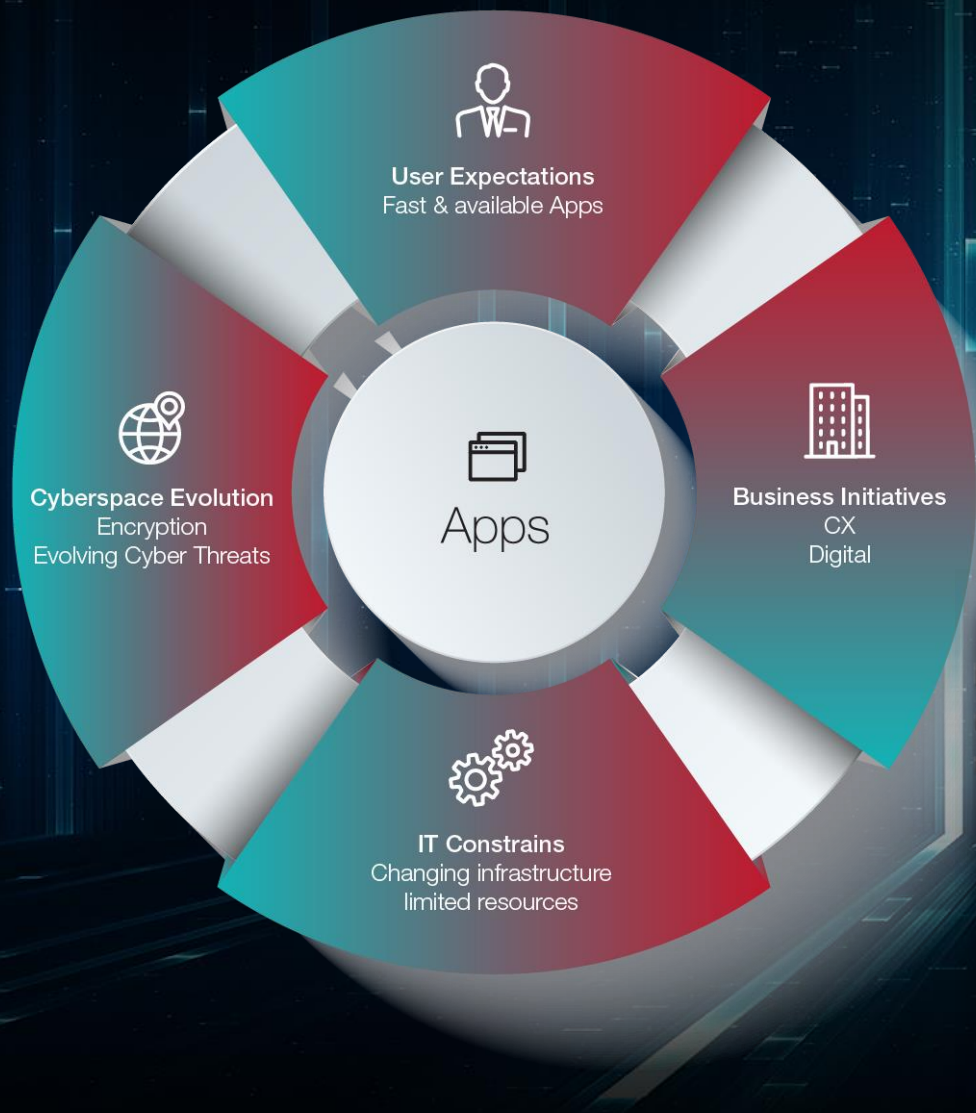 User Expectations
Fast & available Apps
Cyberspace Evolution
Encryption
Evolving Cyber Threats
Apps
Business Initiatives
CX
Digital
IT Constrains
Changing infrastructure
limited resources